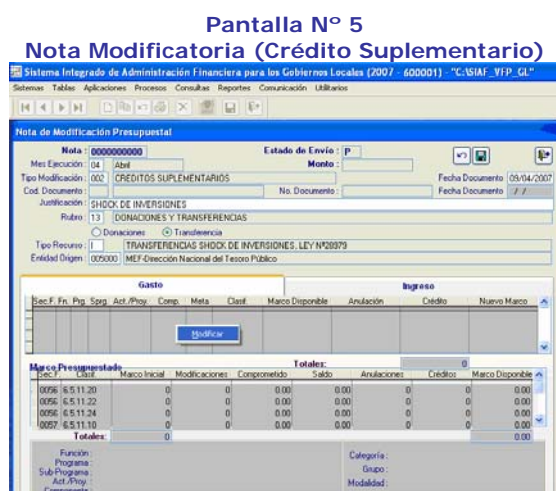 Pantalla Nº 5
Nota Modificatoria (Crédito Suplementario)
Sistema Integrado de Administración Financiera para los Gobiernos Locales (2007 - 600001) - "C:\SIAF_VFP_GL"
Sistemas Tablas Aplicaciones Procesos Consultas Reportes Comunicación Utilitarios
Nota de Modificación Presupuestal
Nota : 0000000000 Estado de Envío : P
Mes Ejecución : 04 Abril Monto :
Tipo Modificación : 002 CREDITOS SUPLEMENTARIOS Fecha Documento 09/04/2007
Cod. Documento : No. Documento : Fecha Documento / /
Justificación : SHOCK DE INVERSIONES
Rubro : 13 DONACIONES Y TRANSFERENCIAS
Donaciones Transferencia
Tipo Recurso : I TRANSFERENCIAS SHOCK DE INVERSIONES, LEY Nº28979
Entidad Origen : 005000 MEF-Dirección Nacional del Tesoro Público
Gasto Ingreso
Sec.F. Fn. Prg. Sprg. Act./Proy. Comp. Meta Clasif. Marco Disponible Anulación Crédito Nuevo Marco
Modificar
Totales: 0
Marco Presupuestado
Sec.F. Clasif. Marco Inicial Modificaciones Comprometido Saldo Anulaciones Créditos Marco Disponible
0056 6.5.11.20 0 0 0.00 0.00 0 0 0.00
0056 6.5.11.22 0 0 0.00 0.00 0 0 0.00
0056 6.5.11.24 0 0 0.00 0.00 0 0 0.00
0057 6.5.11.10 0 0 0.00 0.00 0 0 0.00
Totales: 0 0.00
Función : Categoría :
Programa :
Sub-Programa : Grupo :
Act./Proy. : Modalidad :
Componente :